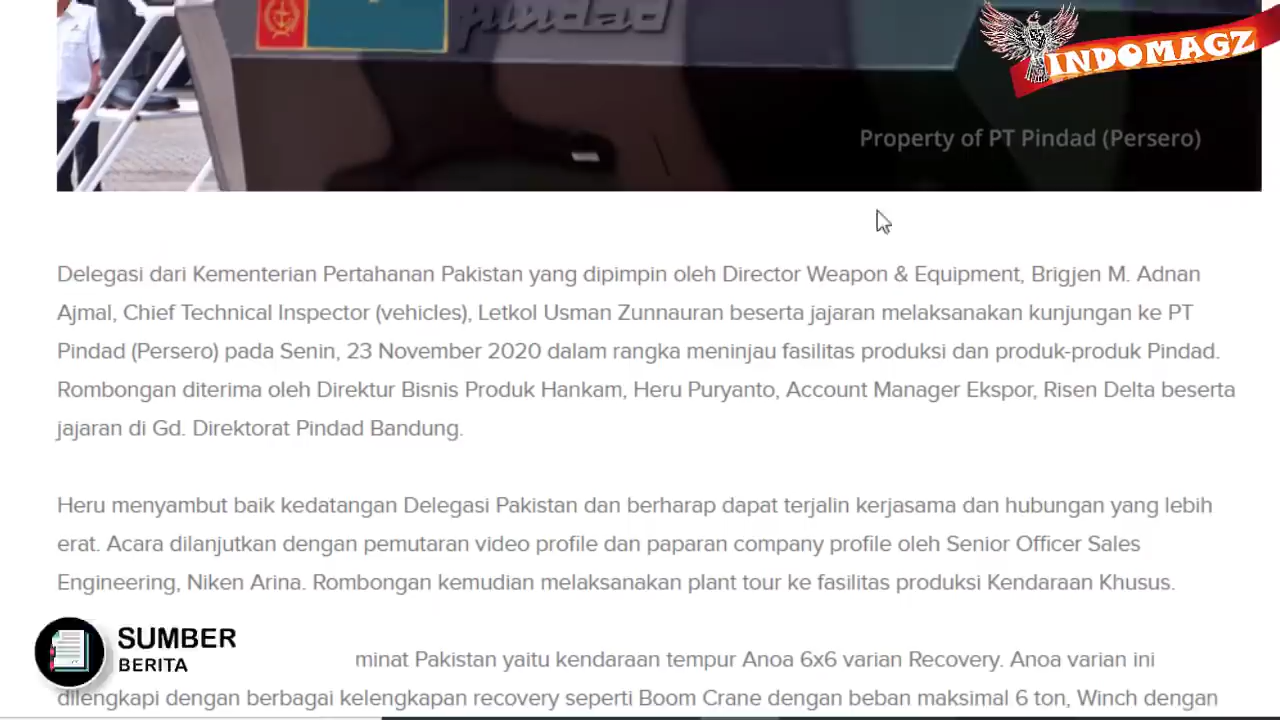 pindad
INDOMAGZ
Property of PT Pindad (Persero)
Delegasi dari Kementerian Pertahanan Pakistan yang dipimpin oleh Director Weapon & Equipment, Brigjen M. Adnan
Ajmal, Chief Technical Inspector (vehicles), Letkol Usman Zunnauran beserta jajaran melaksanakan kunjungan ke PT
Pindad (Persero) pada Senin, 23 November 2020 dalam rangka meninjau fasilitas produksi dan produk-produk Pindad.
Rombongan diterima oleh Direktur Bisnis Produk Hankam, Heru Puryanto, Account Manager Ekspor, Risen Delta beserta
jajaran di Gd. Direktorat Pindad Bandung.
Heru menyambut baik kedatangan Delegasi Pakistan dan berharap dapat terjalin kerjasama dan hubungan yang lebih
erat. Acara dilanjutkan dengan pemutaran video profile dan paparan company profile oleh Senior Officer Sales
Engineering, Niken Arina. Rombongan kemudian melaksanakan plant tour ke fasilitas produksi Kendaraan Khusus.
SUMBER
BERITA
minat Pakistan yaitu kendaraan tempur Anoa 6x6 varian Recovery. Anoa varian ini
dilengkapi dengan berbagai kelengkapan recovery seperti Boom Crane dengan beban maksimal 6 ton, Winch dengan